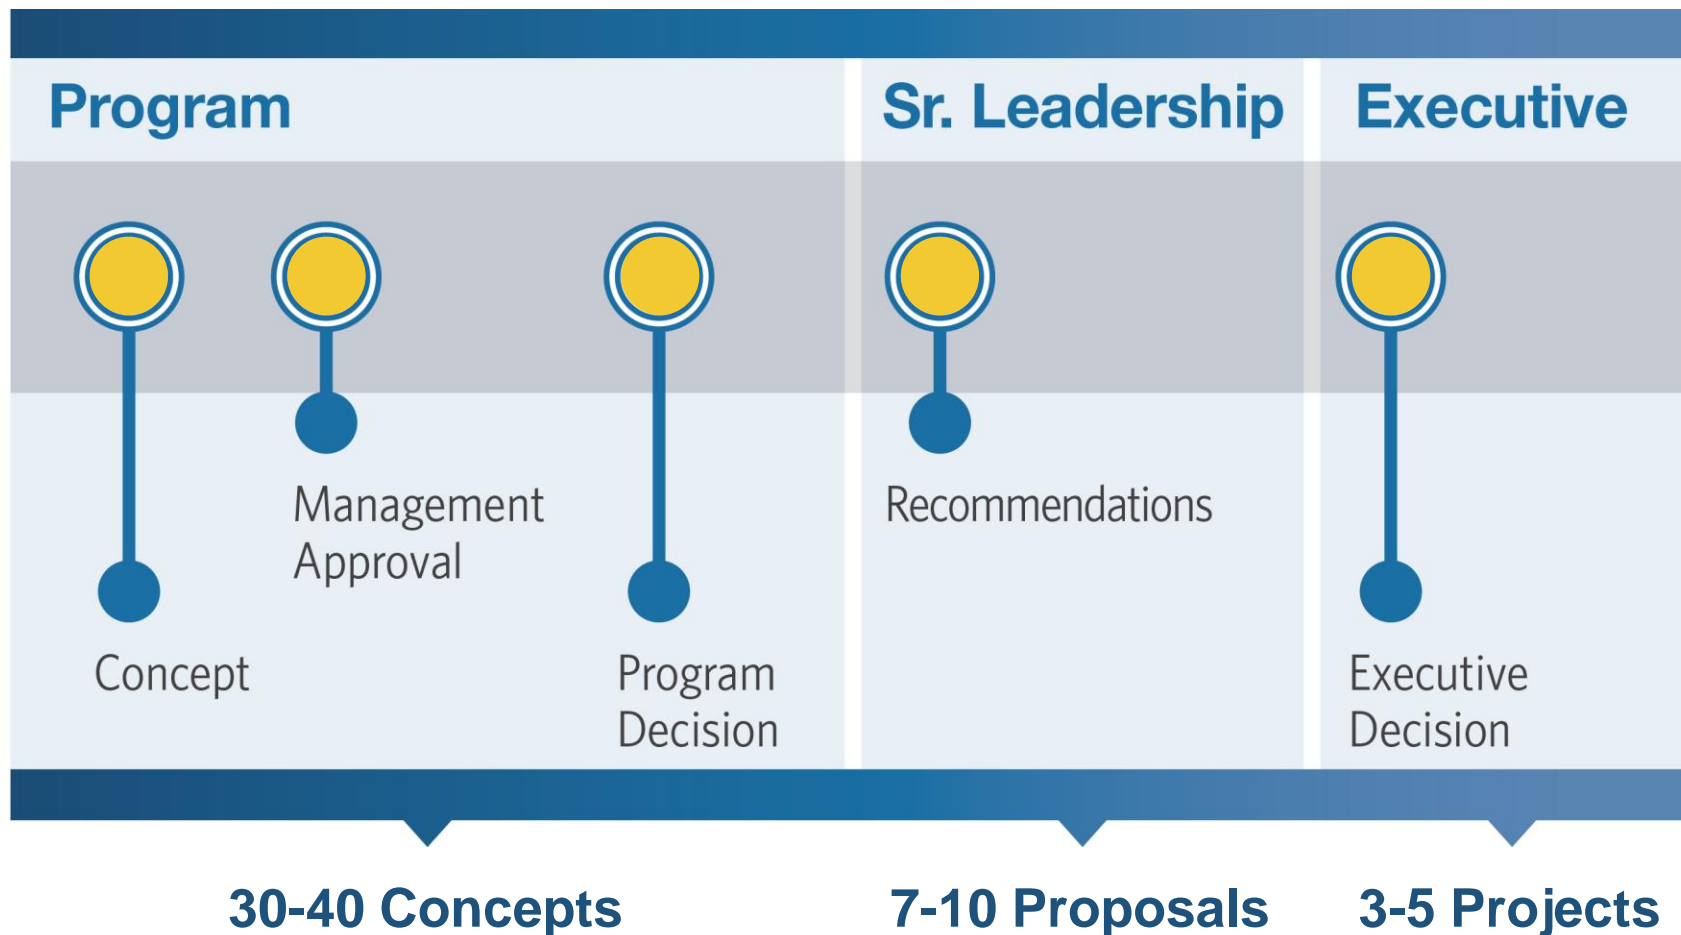 Program
Sr. Leadership
Executive
Concept
Management
Approval
Program
Decision
Recommendations
Executive
Decision
30-40 Concepts
7-10 Proposals
3-5 Projects